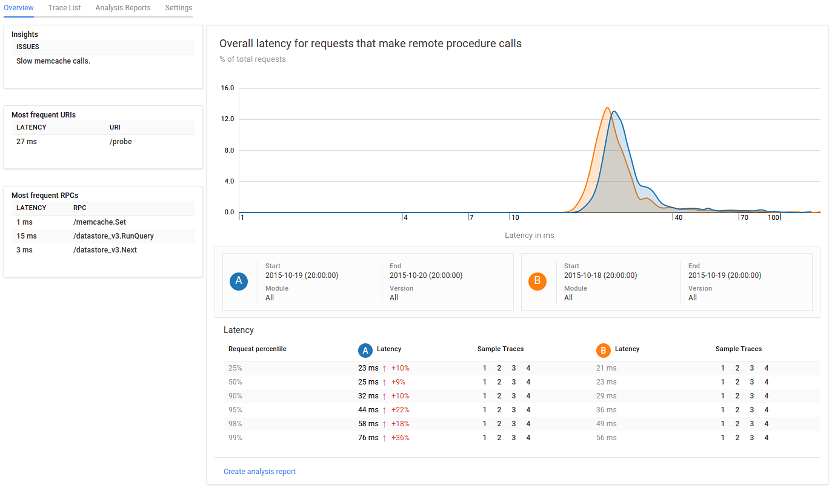 Overview Trace List Analysis Reports Settings
Insights
ISSUES
Slow memcache calls.
Most frequent URIs
LATENCY URI
27 ms /probe
Most frequent RPCs
LATENCY RPC
1 ms /memcache.Set
15 ms /datastore_v3.RunQuery
3 ms /datastore_v3.Next
Overall latency for requests that make remote procedure calls
% of total requests
16.0
12.0
8.0
4.0
0.0
1 4 7 10 40 70 100
Latency in ms
A
Start End
2015-10-19 (20:00:00) 2015-10-20 (20:00:00)
Module Version
All All
B
Start End
2015-10-18 (20:00:00) 2015-10-19 (20:00:00)
Module Version
All All
Latency
Request percentile A Latency Sample Traces B Latency Sample Traces
25% 23 ms ↑ +10% 1 2 3 4 21 ms 1 2 3 4
50% 25 ms ↑ +9% 1 2 3 4 23 ms 1 2 3 4
90% 32 ms ↑ +10% 1 2 3 4 29 ms 1 2 3 4
95% 44 ms ↑ +22% 1 2 3 4 36 ms 1 2 3 4
98% 58 ms ↑ +18% 1 2 3 4 49 ms 1 2 3 4
99% 76 ms ↑ +36% 1 2 3 4 56 ms 1 2 3 4
Create analysis report